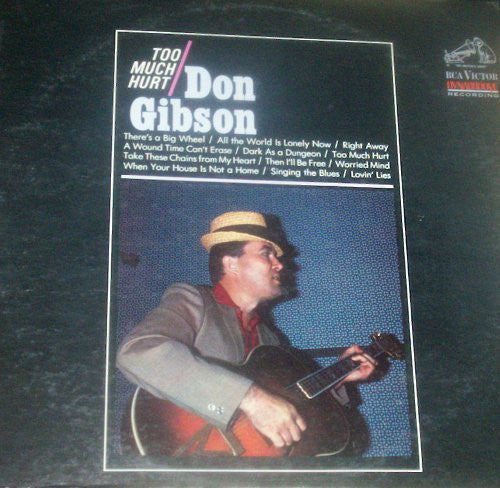 TOO
MUCH
HURT
Don
Gibson
There's a Big Wheel / All the World Is Lonely Now / Right Away
A Wound Time Can't Erase / Dark As a Dungeon / Too Much Hurt
Take These Chains from My Heart / Then I'll Be Free / Worried Mind
When Your House Is Not a Home / Singing the Blues / Lovin' Lies
RCA VICTOR
DYNAGROOVE
RECORDING